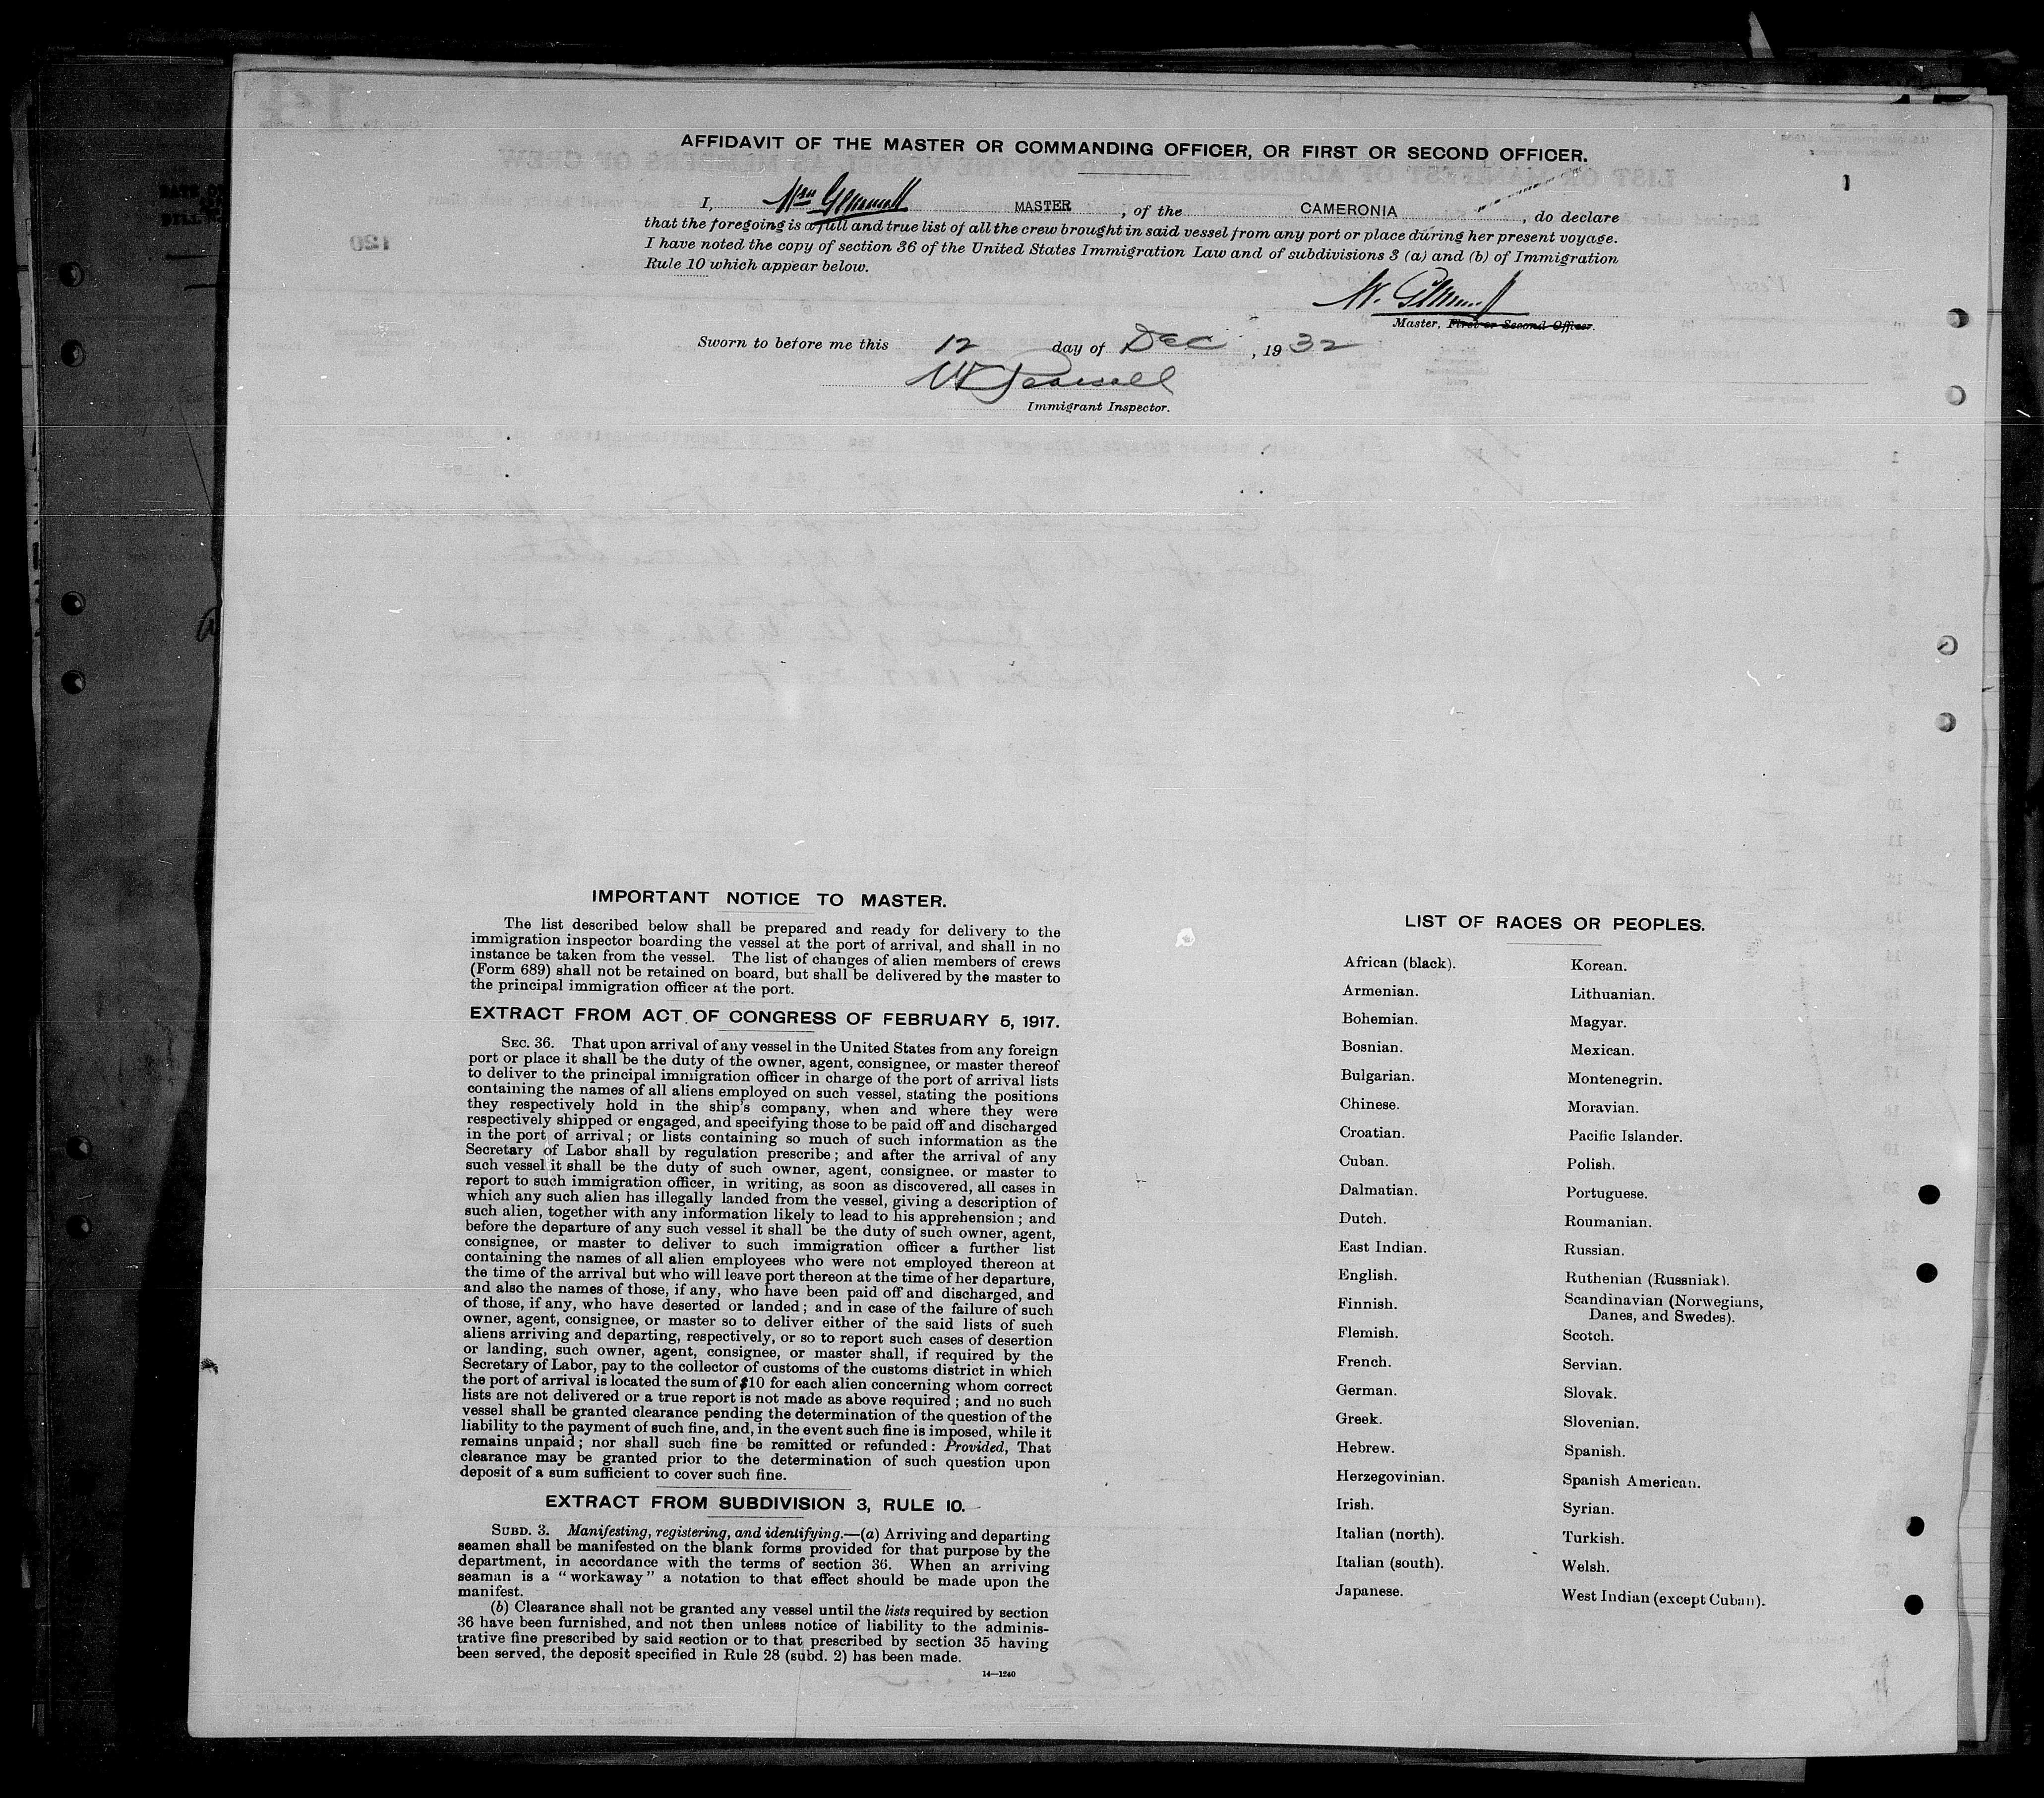 AFFIDAVIT OF THE MASTER OR COMMANDING OFFICER, OR FIRST OR SECOND OFFICER.
I, Wm Gemmell MASTER, of the CAMERONIA, do declare
that the foregoing is a full and true list of all the crew brought in said vessel from any port or place during her present voyage.
I have noted the copy of section 36 of the United States Immigration Law and of subdivisions 3 (a) and (b) of Immigration
Rule 10 which appear below.
W. Gemmell
Master, First or Second Officer.
Sworn to before me this 12 day of Dec, 1932
Immigrant Inspector.
120
IMPORTANT NOTICE TO MASTER.
The list described below shall be prepared and ready for delivery to the
immigration inspector boarding the vessel at the port of arrival, and shall in no
instance be taken from the vessel. The list of changes of alien members of crews
(Form 689) shall not be retained on board, but shall be delivered by the master to
the principal immigration officer at the port.
EXTRACT FROM ACT OF CONGRESS OF FEBRUARY 5, 1917.
SEC. 36. That upon arrival of any vessel in the United States from any foreign
port or place it shall be the duty of the owner, agent, consignee, or master thereof
to deliver to the principal immigration officer in charge of the port of arrival lists
containing the names of all aliens employed on such vessel, stating the positions
they respectively hold in the ship's company, when and where they were
respectively shipped or engaged, and specifying those to be paid off and discharged
in the port of arrival; or lists containing so much of such information as the
Secretary of Labor shall by regulation prescribe; and after the arrival of any
such vessel it shall be the duty of such owner, agent, consignee. or master to
report to such immigration officer, in writing, as soon as discovered, all cases in
which any such alien has illegally landed from the vessel, giving a description of
such alien, together with any information likely to lead to his apprehension; and
before the departure of any such vessel it shall be the duty of such owner, agent,
consignee, or master to deliver to such immigration officer a further list
containing the names of all alien employees who were not employed thereon at
the time of the arrival but who will leave port thereon at the time of her departure,
and also the names of those, if any, who have been paid off and discharged, and
of those, if any, who have deserted or landed; and in case of the failure of such
owner, agent, consignee, or master so to deliver either of the said lists of such
aliens arriving and departing, respectively, or so to report such cases of desertion
or landing, such owner, agent, consignee, or master shall, if required by the
Secretary of Labor, pay to the collector of customs of the customs district in which
the port of arrival is located the sum of $10 for each alien concerning whom correct
lists are not delivered or a true report is not made as above required; and no such
vessel shall be granted clearance pending the determination of the question of the
liability to the payment of such fine, and, in the event such fine is imposed, while it
remains unpaid; nor shall such fine be remitted or refunded: Provided, That
clearance may be granted prior to the determination of such question upon
deposit of a sum sufficient to cover such fine.
EXTRACT FROM SUBDIVISION 3, RULE 10.
SUBD. 3. Manifesting, registering, and identifying.—(a) Arriving and departing
seamen shall be manifested on the blank forms provided for that purpose by the
department, in accordance with the terms of section 36. When an arriving
seaman is a "workaway" a notation to that effect should be made upon the
manifest.
(b) Clearance shall not be granted any vessel until the lists required by section
36 have been furnished, and not then unless notice of liability to the adminis-
trative fine prescribed by said section or to that prescribed by section 35 having
been served, the deposit specified in Rule 28 (subd. 2) has been made.
14—1240
LIST OF RACES OR PEOPLES.
African (black).
Armenian.
Bohemian.
Bosnian.
Bulgarian.
Chinese.
Croatian.
Cuban.
Dalmatian.
Dutch.
East Indian.
English.
Finnish.
Flemish.
French.
German.
Greek.
Hebrew.
Herzegovinian.
Irish.
Italian (north).
Italian (south).
Japanese.
Korean.
Lithuanian.
Magyar.
Mexican.
Montenegrin.
Moravian.
Pacific Islander.
Polish.
Portuguese.
Roumanian.
Russian.
Ruthenian (Russniak).
Scandinavian (Norwegians,
Danes, and Swedes).
Scotch.
Servian.
Slovak.
Slovenian.
Spanish.
Spanish American.
Syrian.
Turkish.
Welsh.
West Indian (except Cuban).